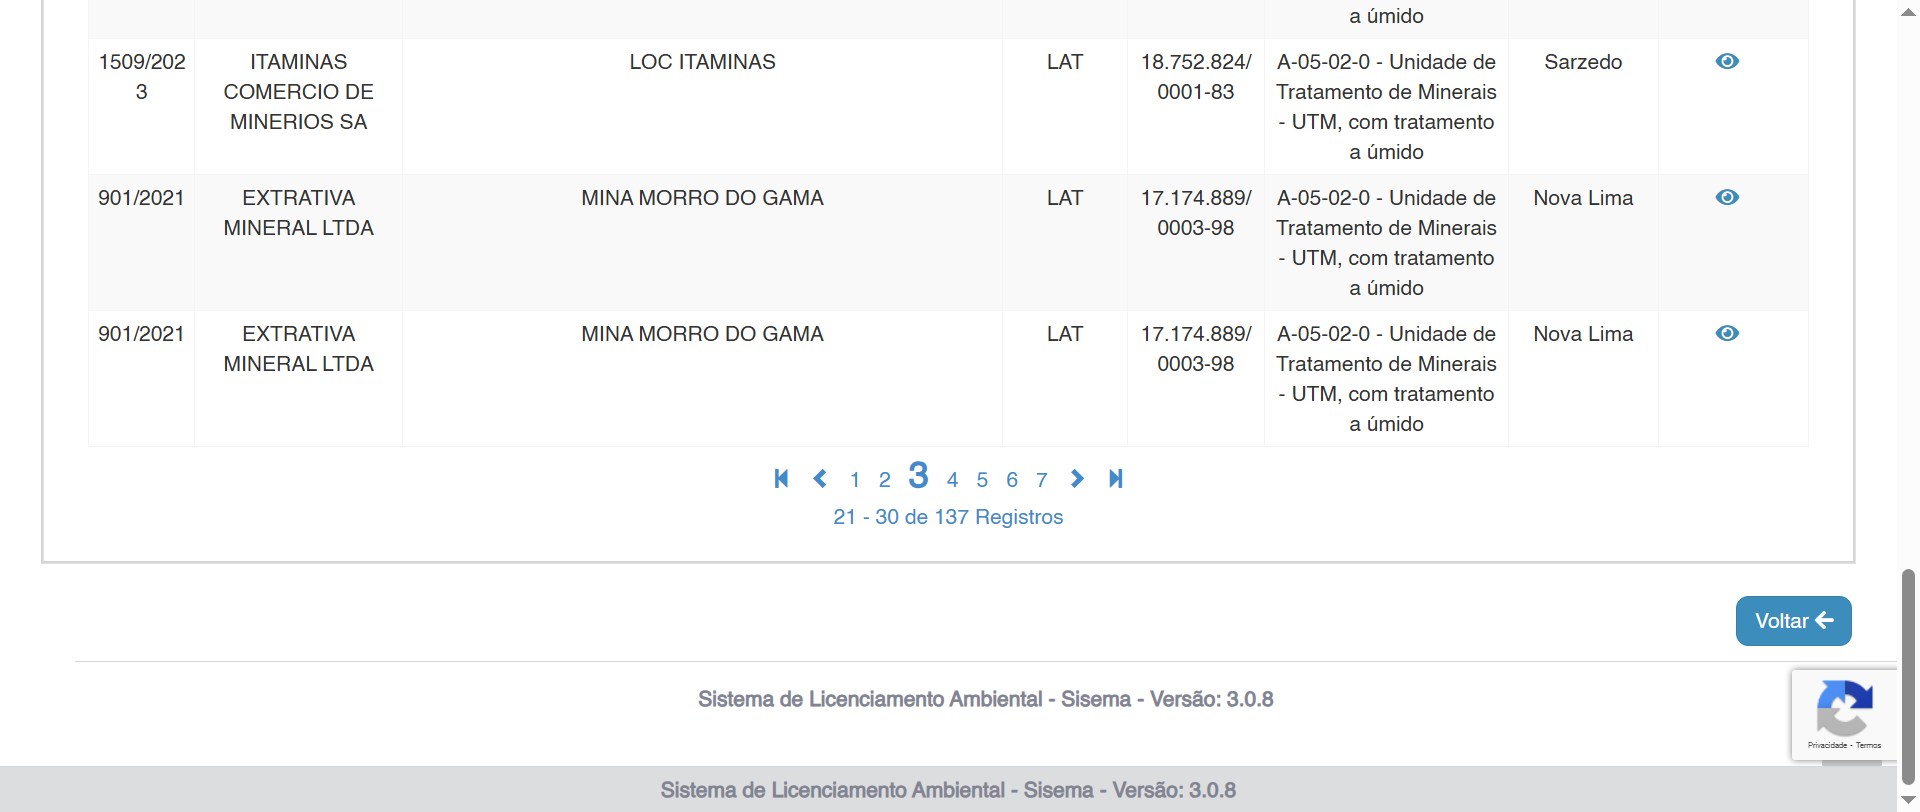 a úmido
1509/202
3
ITAMINAS
COMERCIO DE
MINERIOS SA
LOC ITAMINAS
LAT
18.752.824/
0001-83
A-05-02-0 - Unidade de
Tratamento de Minerais
- UTM, com tratamento
a úmido
Sarzedo
901/2021
EXTRATIVA
MINERAL LTDA
MINA MORRO DO GAMA
LAT
17.174.889/
0003-98
A-05-02-0 - Unidade de
Tratamento de Minerais
- UTM, com tratamento
a úmido
Nova Lima
901/2021
EXTRATIVA
MINERAL LTDA
MINA MORRO DO GAMA
LAT
17.174.889/
0003-98
A-05-02-0 - Unidade de
Tratamento de Minerais
- UTM, com tratamento
a úmido
Nova Lima
1 2 3 4 5 6 7
21 - 30 de 137 Registros
Voltar
Sistema de Licenciamento Ambiental - Sisema - Versão: 3.0.8
Privacidade - Termos
Sistema de Licenciamento Ambiental - Sisema - Versão: 3.0.8